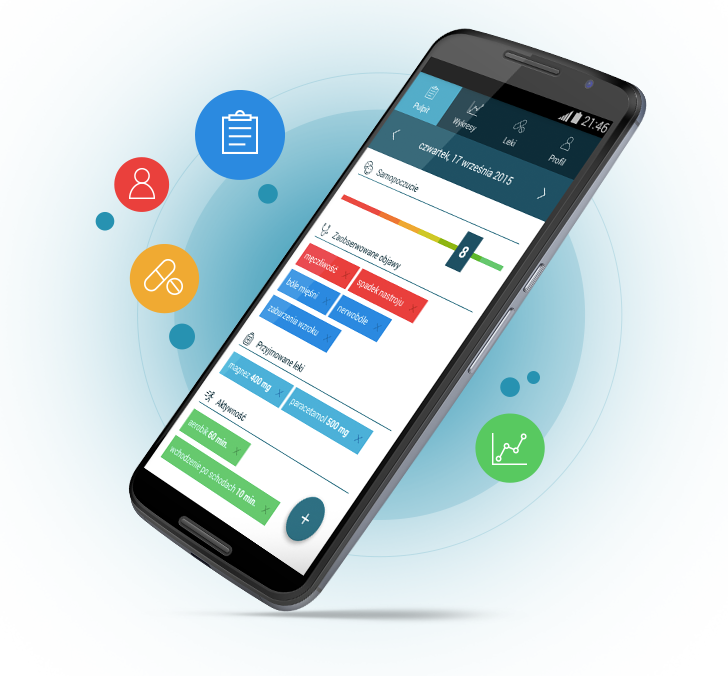 21:46
Pulpit
Wykresy
Leki
Profil
czwartek, 17 września 2015
Samopoczucie
8
Zaobserwowane objawy
męczliwość X
spadek nastroju X
bóle mięśni X
nerwobóle X
zaburzenia wzroku X
Przyjmowane leki
magnez 400 mg X
paracetamol 500 mg X
Aktywność
aerobik 60 min. X
wchodzenie po schodach 10 min. X
+